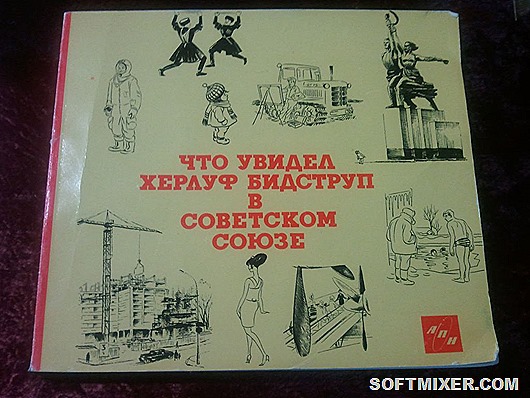 ЧТО УВИДЕЛ
ХЕРЛУФ БИДСТРУП
В
СОВЕТСКОМ
СОЮЗЕ
АПН
SOFTMIXER.COM